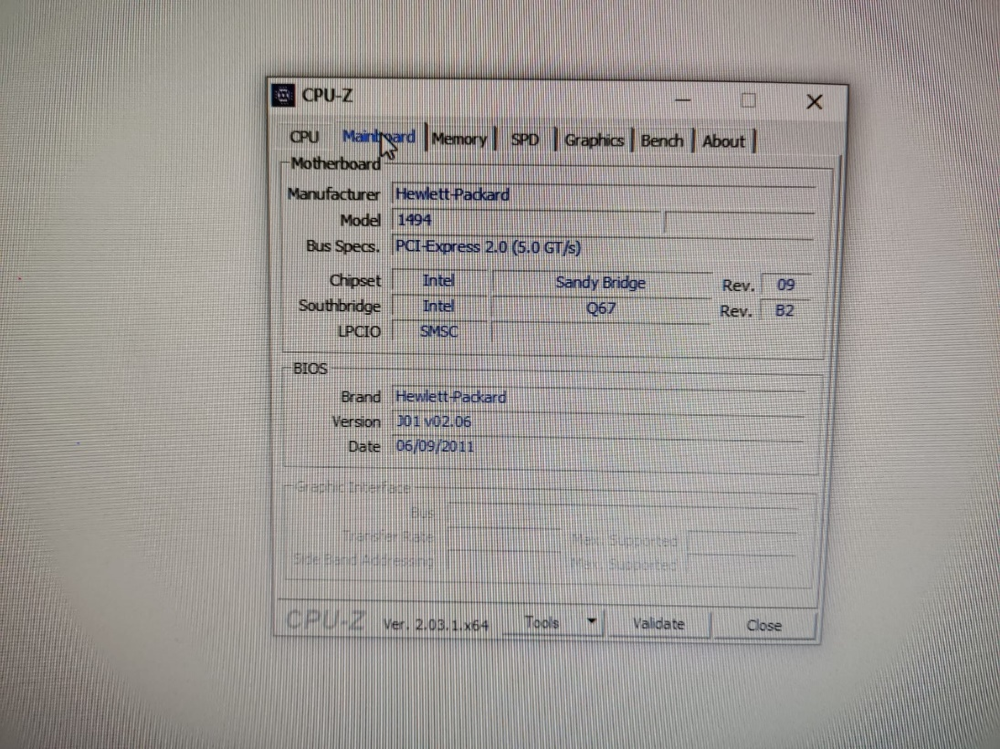 CPU-Z
CPU Mainboard Memory SPD Graphics Bench About
Motherboard
Manufacturer Hewlett-Packard
Model 1494
Bus Specs. PCI-Express 2.0 (5.0 GT/s)
Chipset Intel Sandy Bridge Rev. 09
Southbridge Intel Q67 Rev. B2
LPCIO SMSC
BIOS
Brand Hewlett-Packard
Version J01 v02.06
Date 06/09/2011
Graphic Interface
Bus
Transfer Rate Max. Supported
Side Band Addressing Max. Supported
CPU-Z Ver. 2.03.1.x64 Tools Validate Close